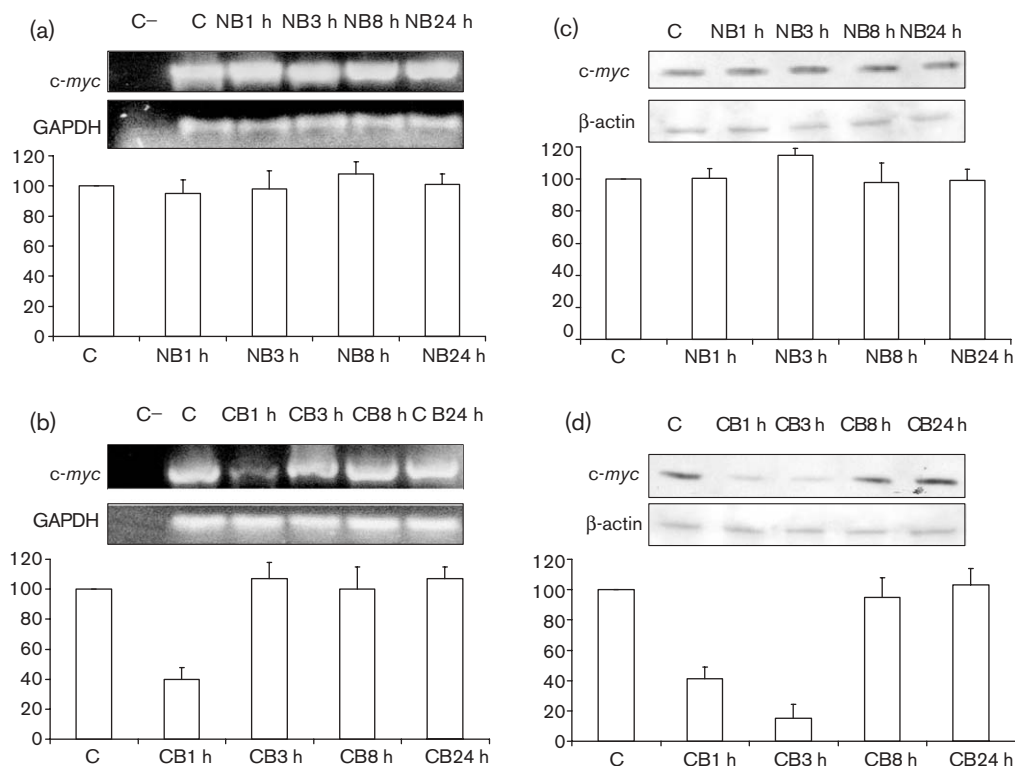 (a)
C– C NB1 h NB3 h NB8 h NB24 h
c-myc
GAPDH
120
100
80
60
40
20
0
C NB1 h NB3 h NB8 h NB24 h
(c)
C NB1 h NB3 h NB8 h NB24 h
c-myc
β-actin
120
100
80
60
40
20
0
C NB1 h NB3 h NB8 h NB24 h
(b)
C– C CB1 h CB3 h CB8 h C B24 h
c-myc
GAPDH
120
100
80
60
40
20
0
C CB1 h CB3 h CB8 h CB24 h
(d)
C CB1 h CB3 h CB8 h CB24 h
c-myc
β-actin
120
100
80
60
40
20
0
C CB1 h CB3 h CB8 h CB24 h